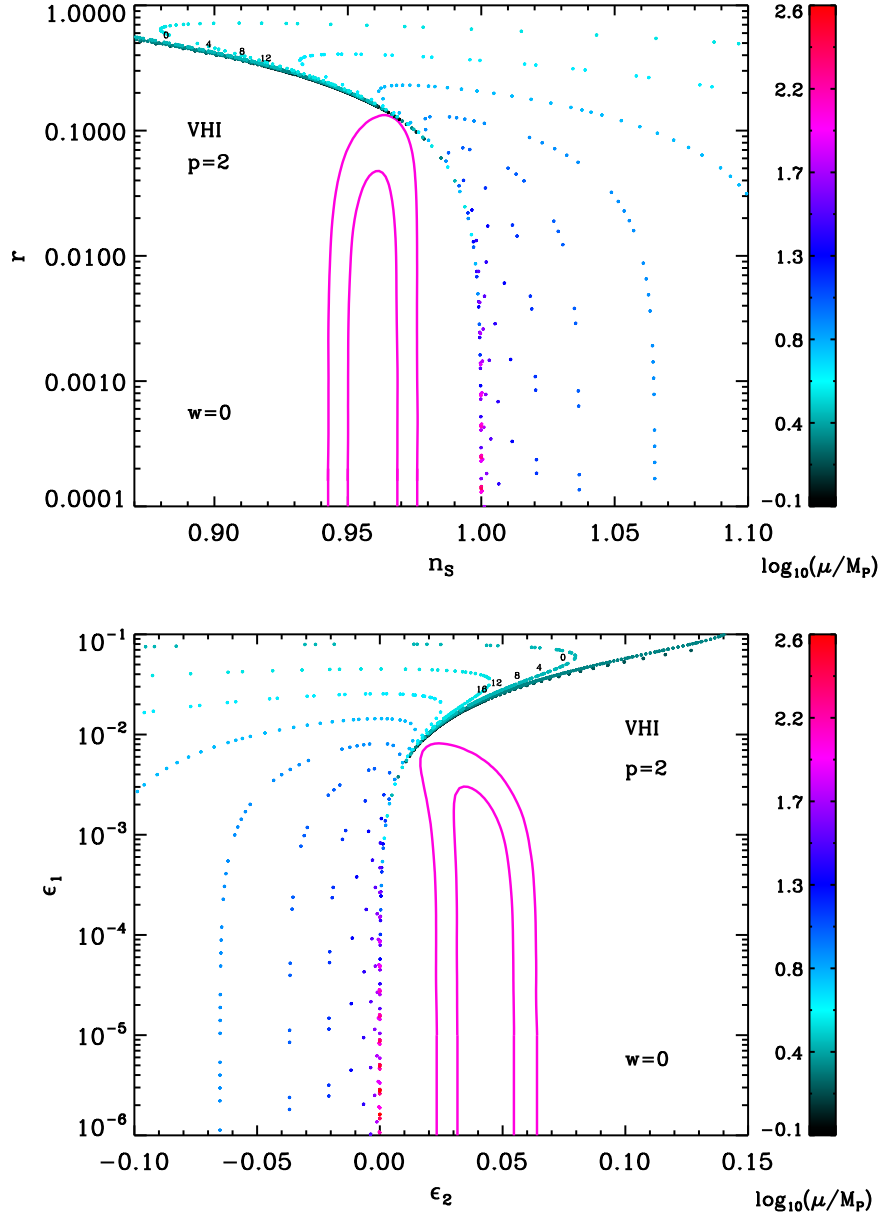 1.0000
0.1000
0.0100
0.0010
0.0001
r
0 4 8 12
VHI
p=2
w=0
0.90 0.95 1.00 1.05 1.10
n_S
2.6
2.2
1.7
1.3
0.8
0.4
−0.1
log₁₀(μ/M_P)
10⁻¹
10⁻²
10⁻³
10⁻⁴
10⁻⁵
10⁻⁶
ϵ₁
16 12 8 4 0
VHI
p=2
w=0
−0.10 −0.05 0.00 0.05 0.10 0.15
ϵ₂
2.6
2.2
1.7
1.3
0.8
0.4
−0.1
log₁₀(μ/M_P)